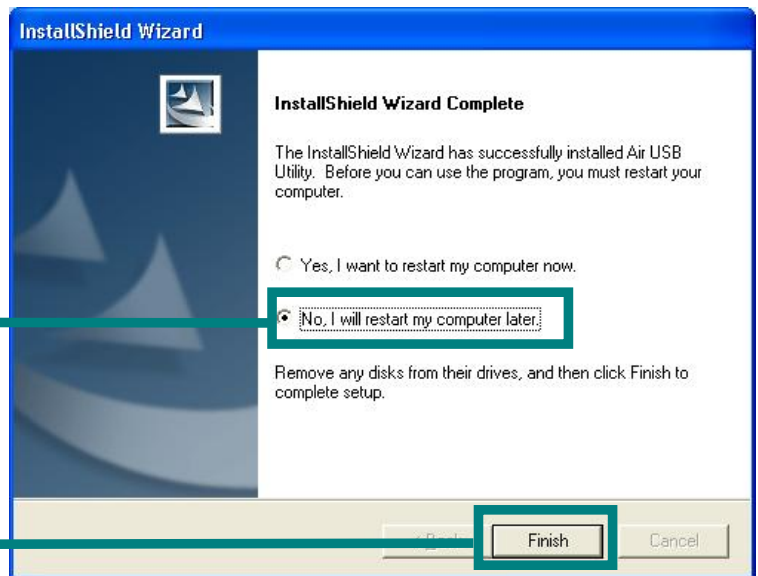 InstallShield Wizard
InstallShield Wizard Complete
The InstallShield Wizard has successfully installed Air USB
Utility. Before you can use the program, you must restart your
computer.
Yes, I want to restart my computer now.
No, I will restart my computer later.
Remove any disks from their drives, and then click Finish to
complete setup.
Finish Cancel